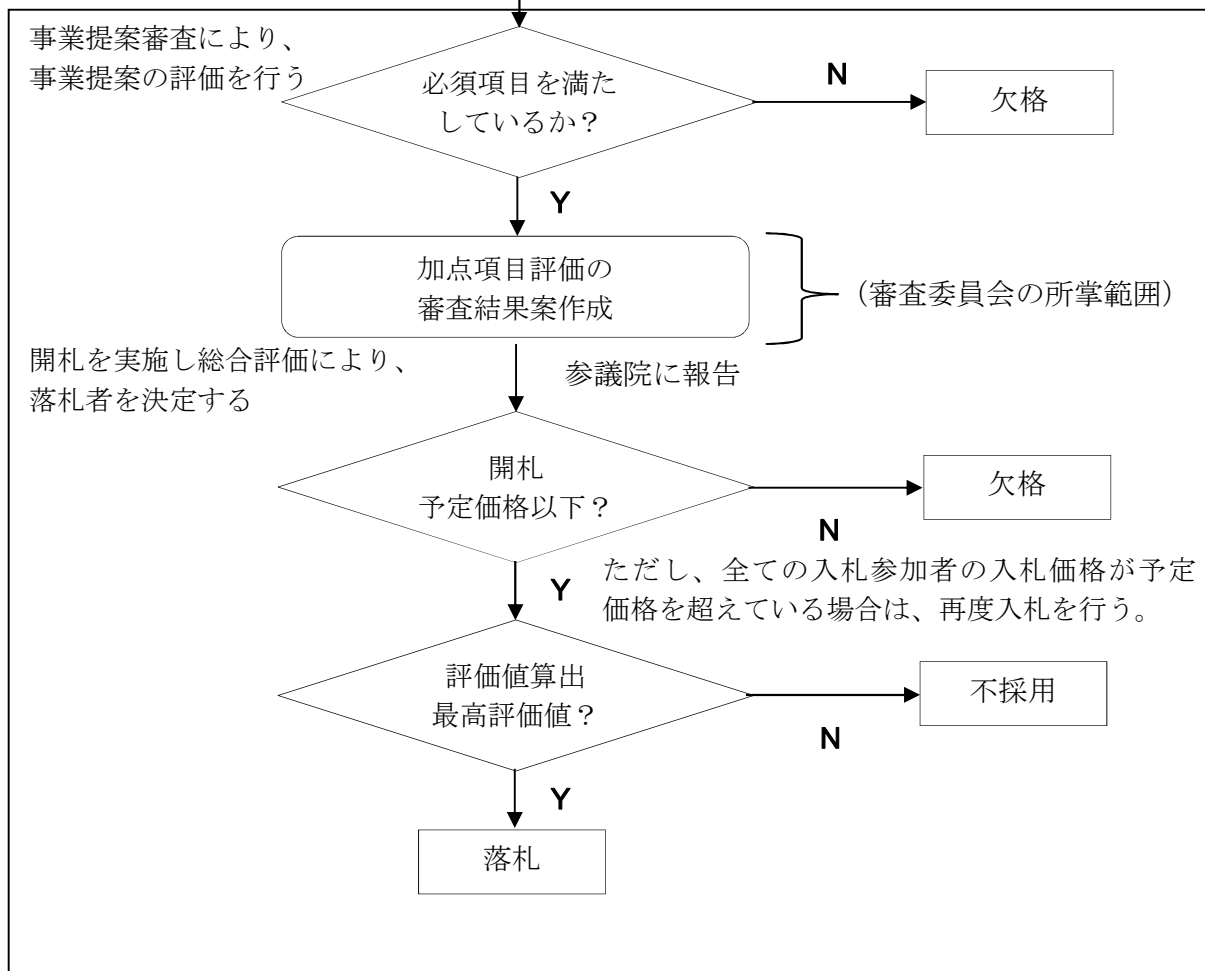 事業提案審査により、
事業提案の評価を行う
必須項目を満た
しているか？
N
欠格
Y
加点項目評価の
審査結果案作成
（審査委員会の所掌範囲）
開札を実施し総合評価により、
落札者を決定する
参議院に報告
開札
予定価格以下？
欠格
N
Y
ただし、全ての入札参加者の入札価格が予定
価格を超えている場合は、再度入札を行う。
評価値算出
最高評価値？
不採用
N
Y
落札